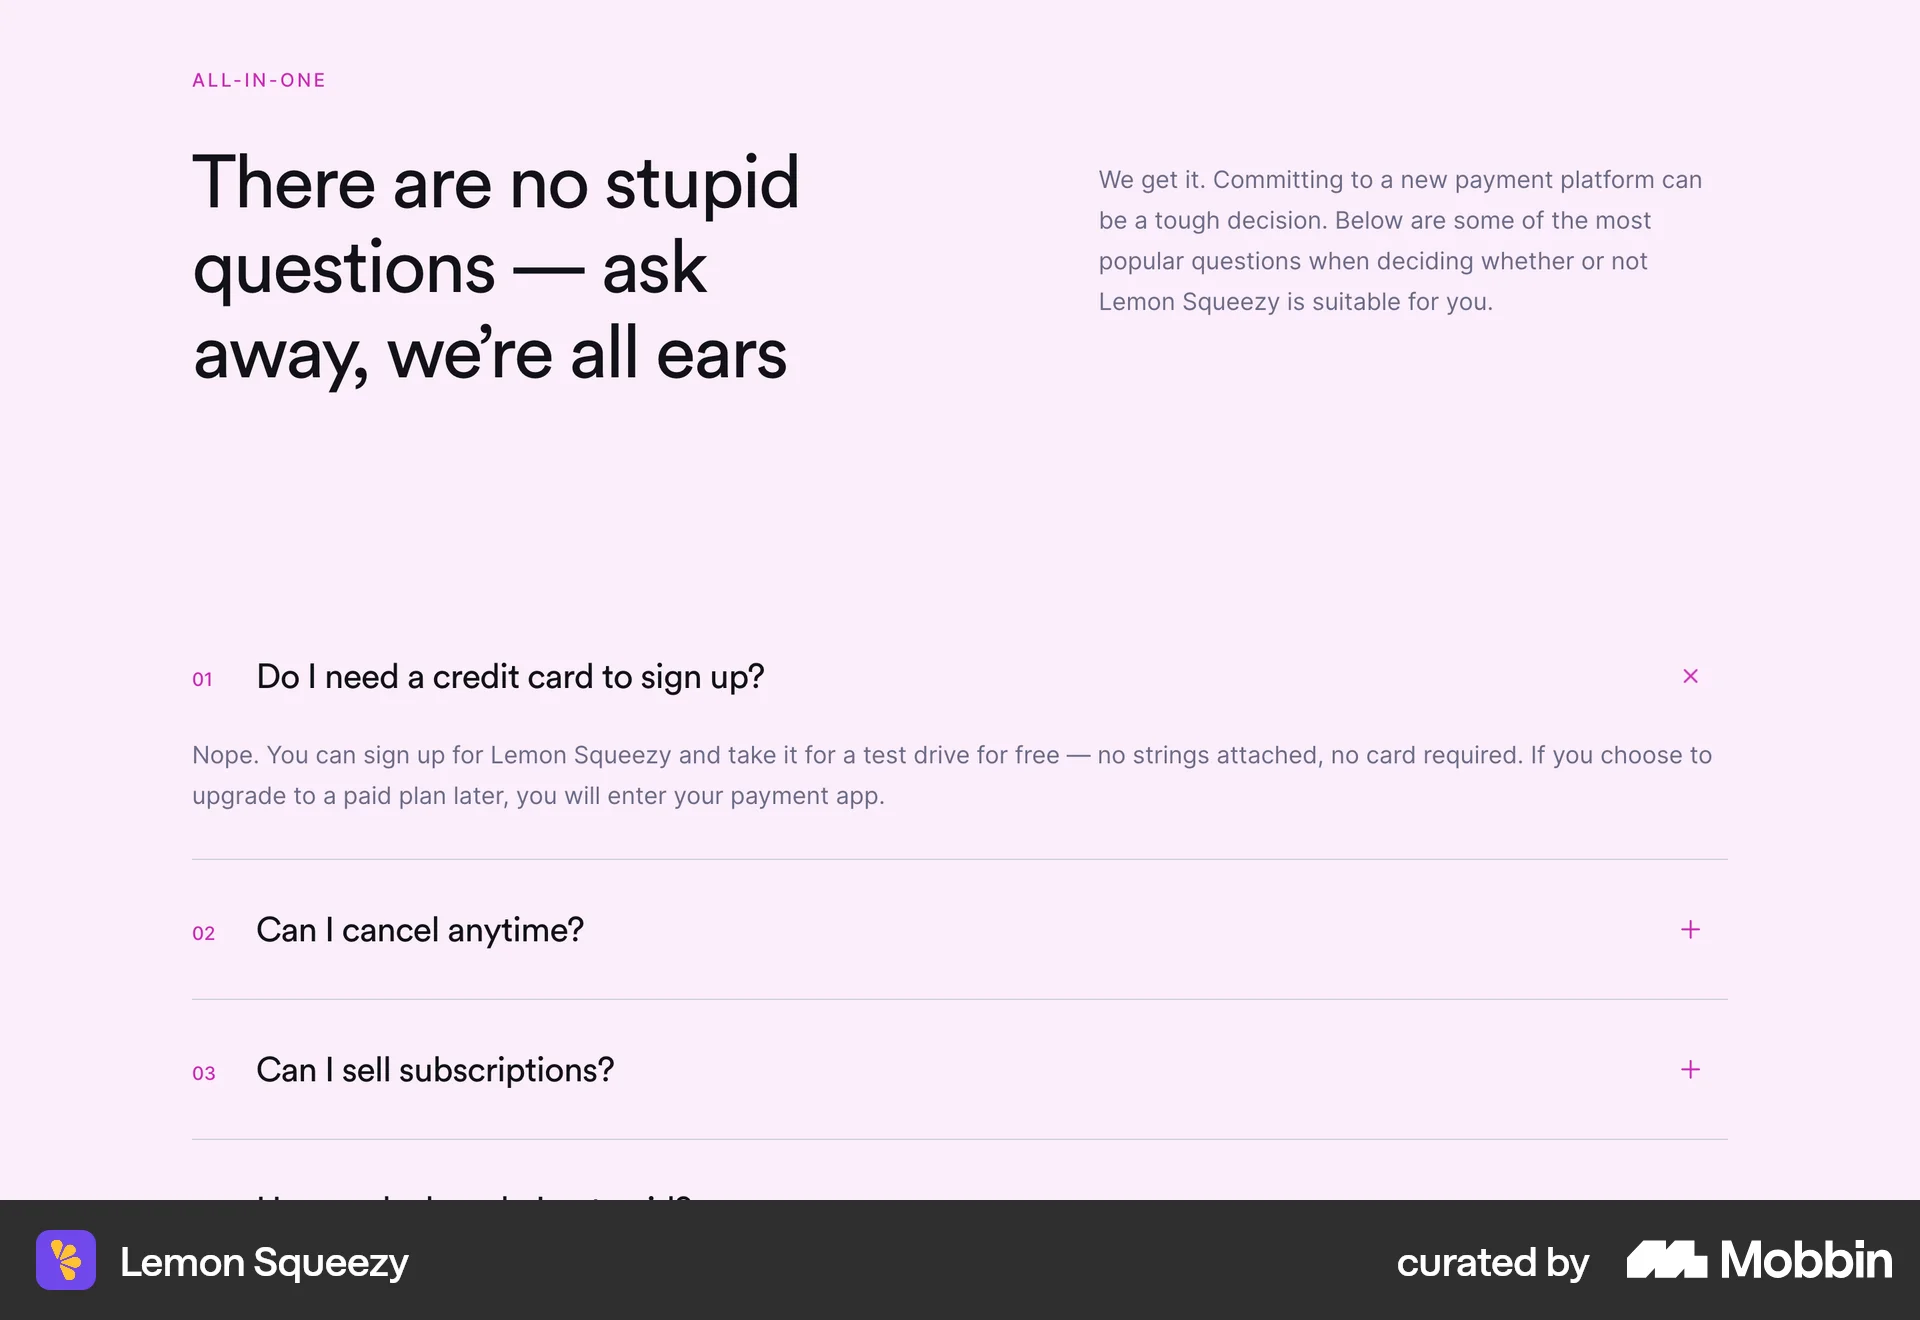 ALL-IN-ONE
There are no stupid
questions — ask
away, we’re all ears
We get it. Committing to a new payment platform can
be a tough decision. Below are some of the most
popular questions when deciding whether or not
Lemon Squeezy is suitable for you.
01 Do I need a credit card to sign up?
Nope. You can sign up for Lemon Squeezy and take it for a test drive for free — no strings attached, no card required. If you choose to
upgrade to a paid plan later, you will enter your payment app.
02 Can I cancel anytime?
03 Can I sell subscriptions?
Lemon Squeezy
curated by Mobbin